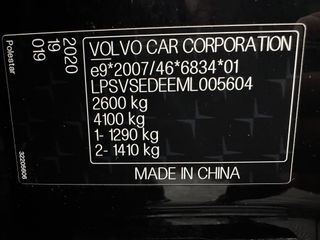 VOLVO CAR CORPORATION
e9*2007/46*6834*01
LPSVSEDEEML005604
2600 kg
4100 kg
1- 1290 kg
2- 1410 kg
MADE IN CHINA
2020
19
019
Polestar
32205606